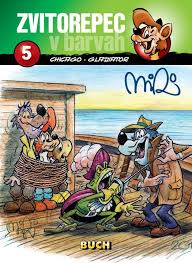 ZVITOREPEC
v barvah
5
CHICAGO · GLADIATOR
Miki
BUCH